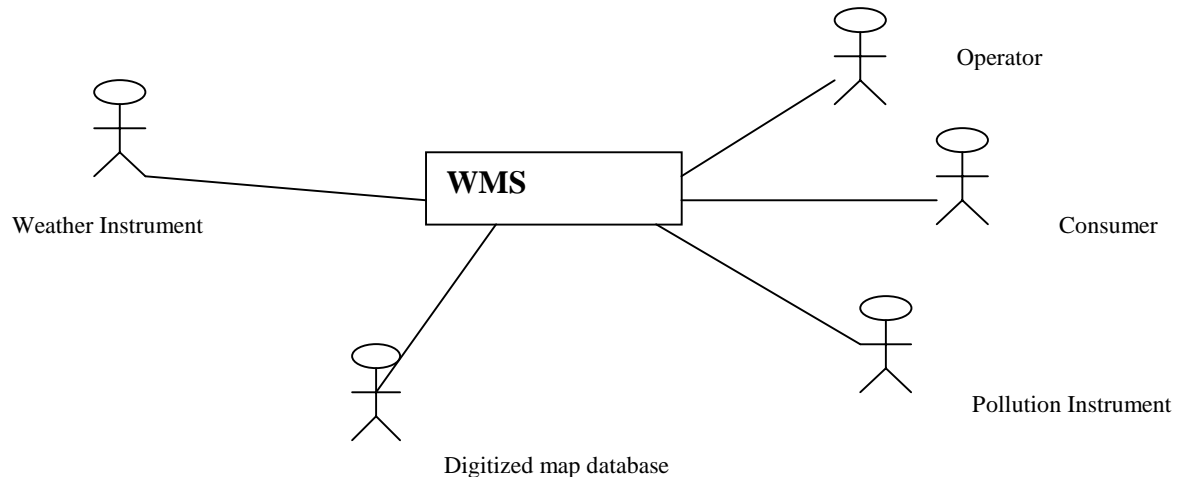 Operator
WMS
Weather Instrument
Consumer
Pollution Instrument
Digitized map database